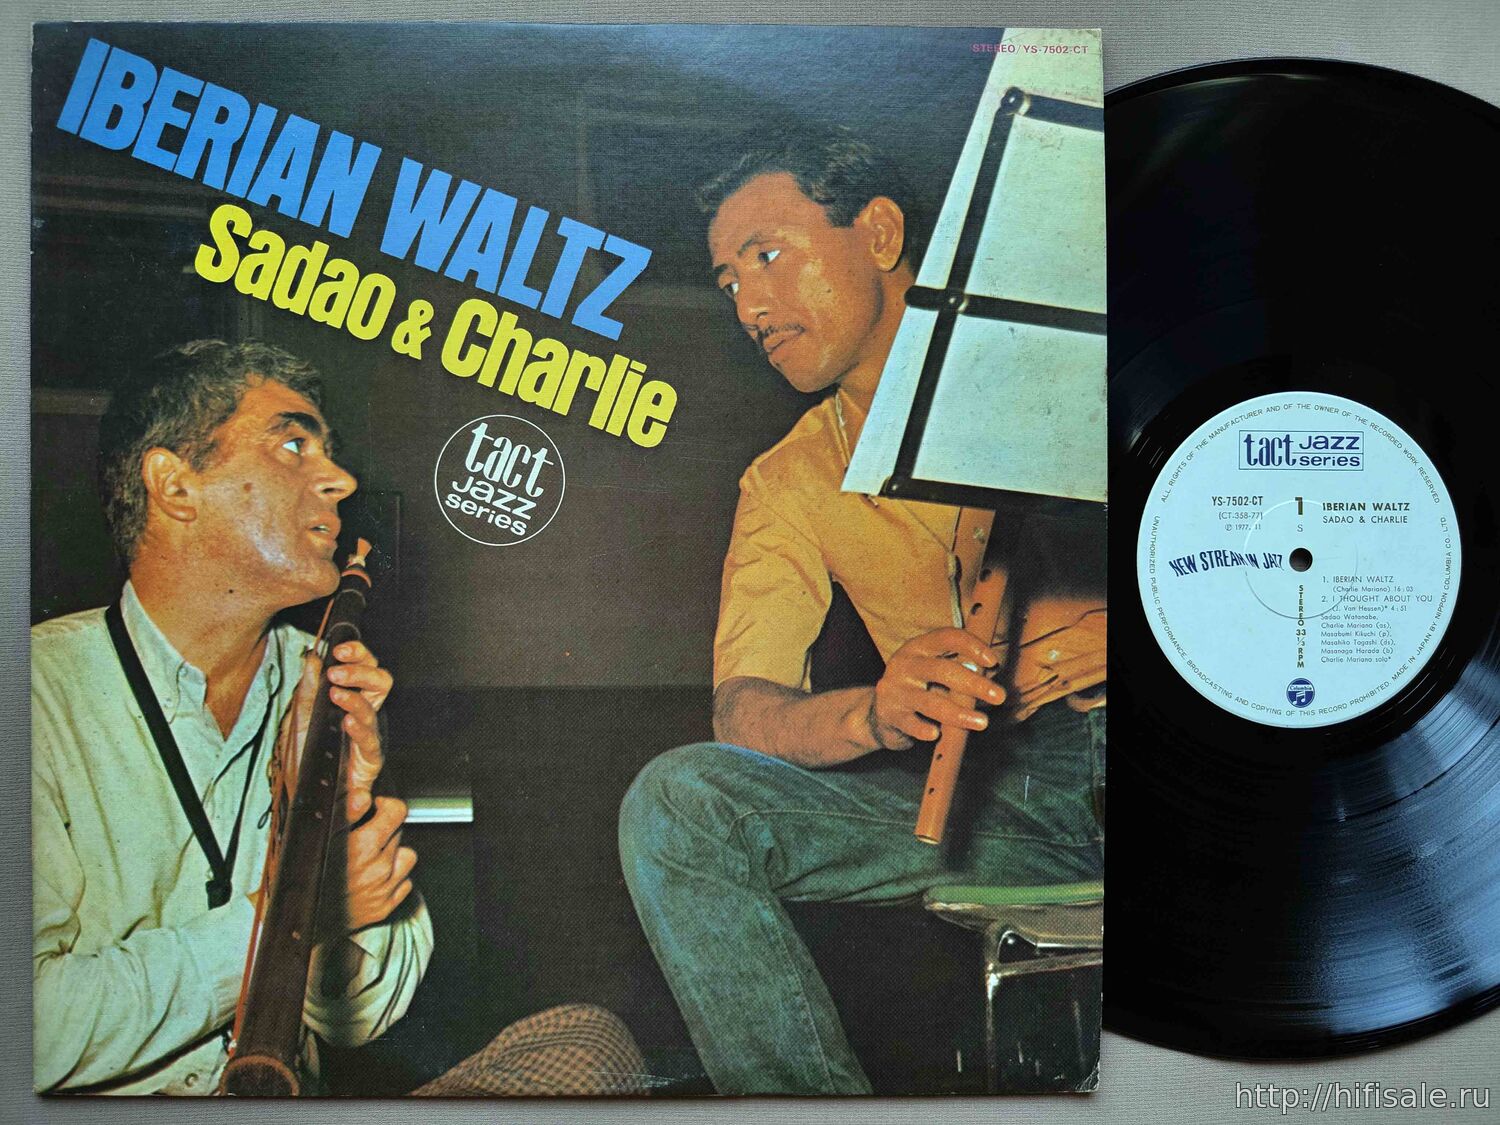 STEREO/YS-7502-CT
IBERIAN WALTZ
Sadao & Charlie
tact
JAZZ
series
ALL RIGHTS OF THE MANUFACTURER AND OF THE OWNER OF THE RECORDED WORK RESERVED
UNAUTHORIZED PUBLIC PERFORMANCE, BROADCASTING AND COPYING OF THIS RECORD PROHIBITED. MADE IN JAPAN BY NIPPON COLUMBIA CO., LTD.
tact JAZZ series
YS-7502-CT
(CT-358-77)
Ⓟ 1977. 11
1
S
IBERIAN WALTZ
SADAO & CHARLIE
NEW STREAM IN JAZZ
STEREO 33 1/3 RPM
1. IBERIAN WALTZ
(Charlie Mariano) 16:03
2. I THOUGHT ABOUT YOU
(J. Van Heusen)* 4:51
Sadao Watanabe,
Charlie Mariano (as),
Masabumi Kikuchi (p),
Masahiko Togashi (ds),
Masanaga Harada (b)
Charlie Mariano solo*
Columbia
http://hifisale.ru